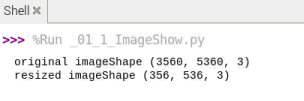 Shell ✖
>>> %Run _01_1_ImageShow.py
original imageShape (3560, 5360, 3)
resized imageShape (356, 536, 3)